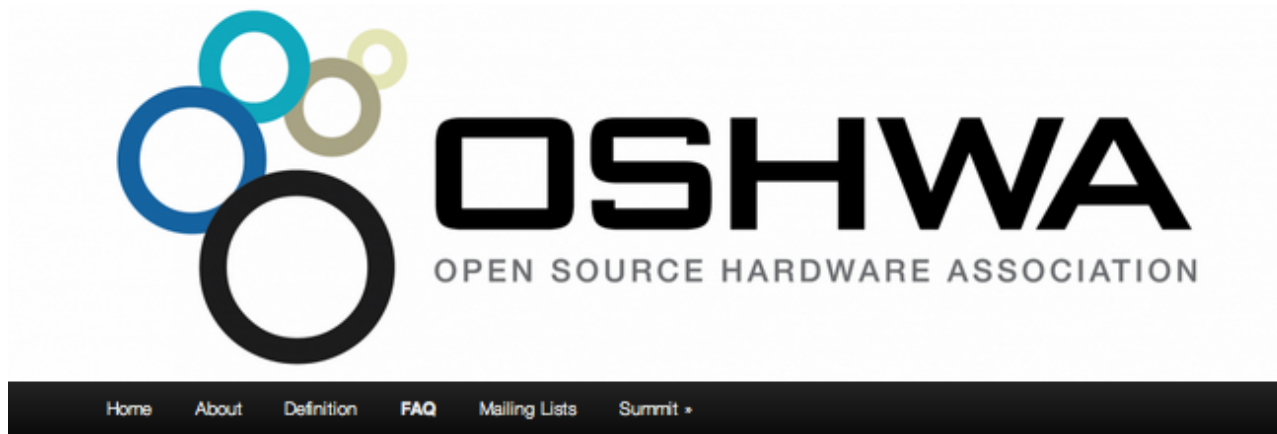 OSHWA
OPEN SOURCE HARDWARE ASSOCIATION
Home About Definition FAQ Mailing Lists Summit »